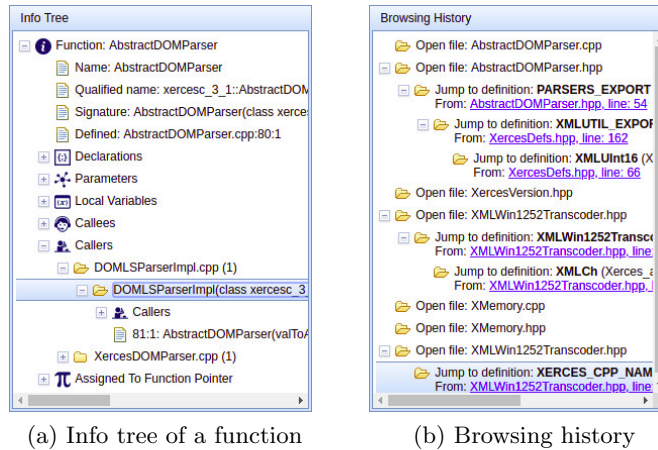 Info Tree
Function: AbstractDOMParser
Name: AbstractDOMParser
Qualified name: xercesc_3_1::AbstractDOM
Signature: AbstractDOMParser(class xerces
Defined: AbstractDOMParser.cpp:80:1
Declarations
Parameters
Local Variables
Callees
Callers
DOMLSParserImpl.cpp (1)
DOMLSParserImpl(class xercesc_3_
Callers
81:1: AbstractDOMParser(valToA
XercesDOMParser.cpp (1)
Assigned To Function Pointer
(a) Info tree of a function
Browsing History
Open file: AbstractDOMParser.cpp
Open file: AbstractDOMParser.hpp
Jump to definition: PARSERS_EXPORT
From: AbstractDOMParser.hpp, line: 54
Jump to definition: XMLUTIL_EXPOR
From: XercesDefs.hpp, line: 162
Jump to definition: XMLUInt16 (X
From: XercesDefs.hpp, line: 66
Open file: XercesVersion.hpp
Open file: XMLWin1252Transcoder.hpp
Jump to definition: XMLWin1252Transc
From: XMLWin1252Transcoder.hpp, line:
Jump to definition: XMLCh (Xerces_a
From: XMLWin1252Transcoder.hpp,
Open file: XMemory.cpp
Open file: XMemory.hpp
Open file: XMLWin1252Transcoder.hpp
Jump to definition: XERCES_CPP_NAM
From: XMLWin1252Transcoder.hpp, line:
(b) Browsing history